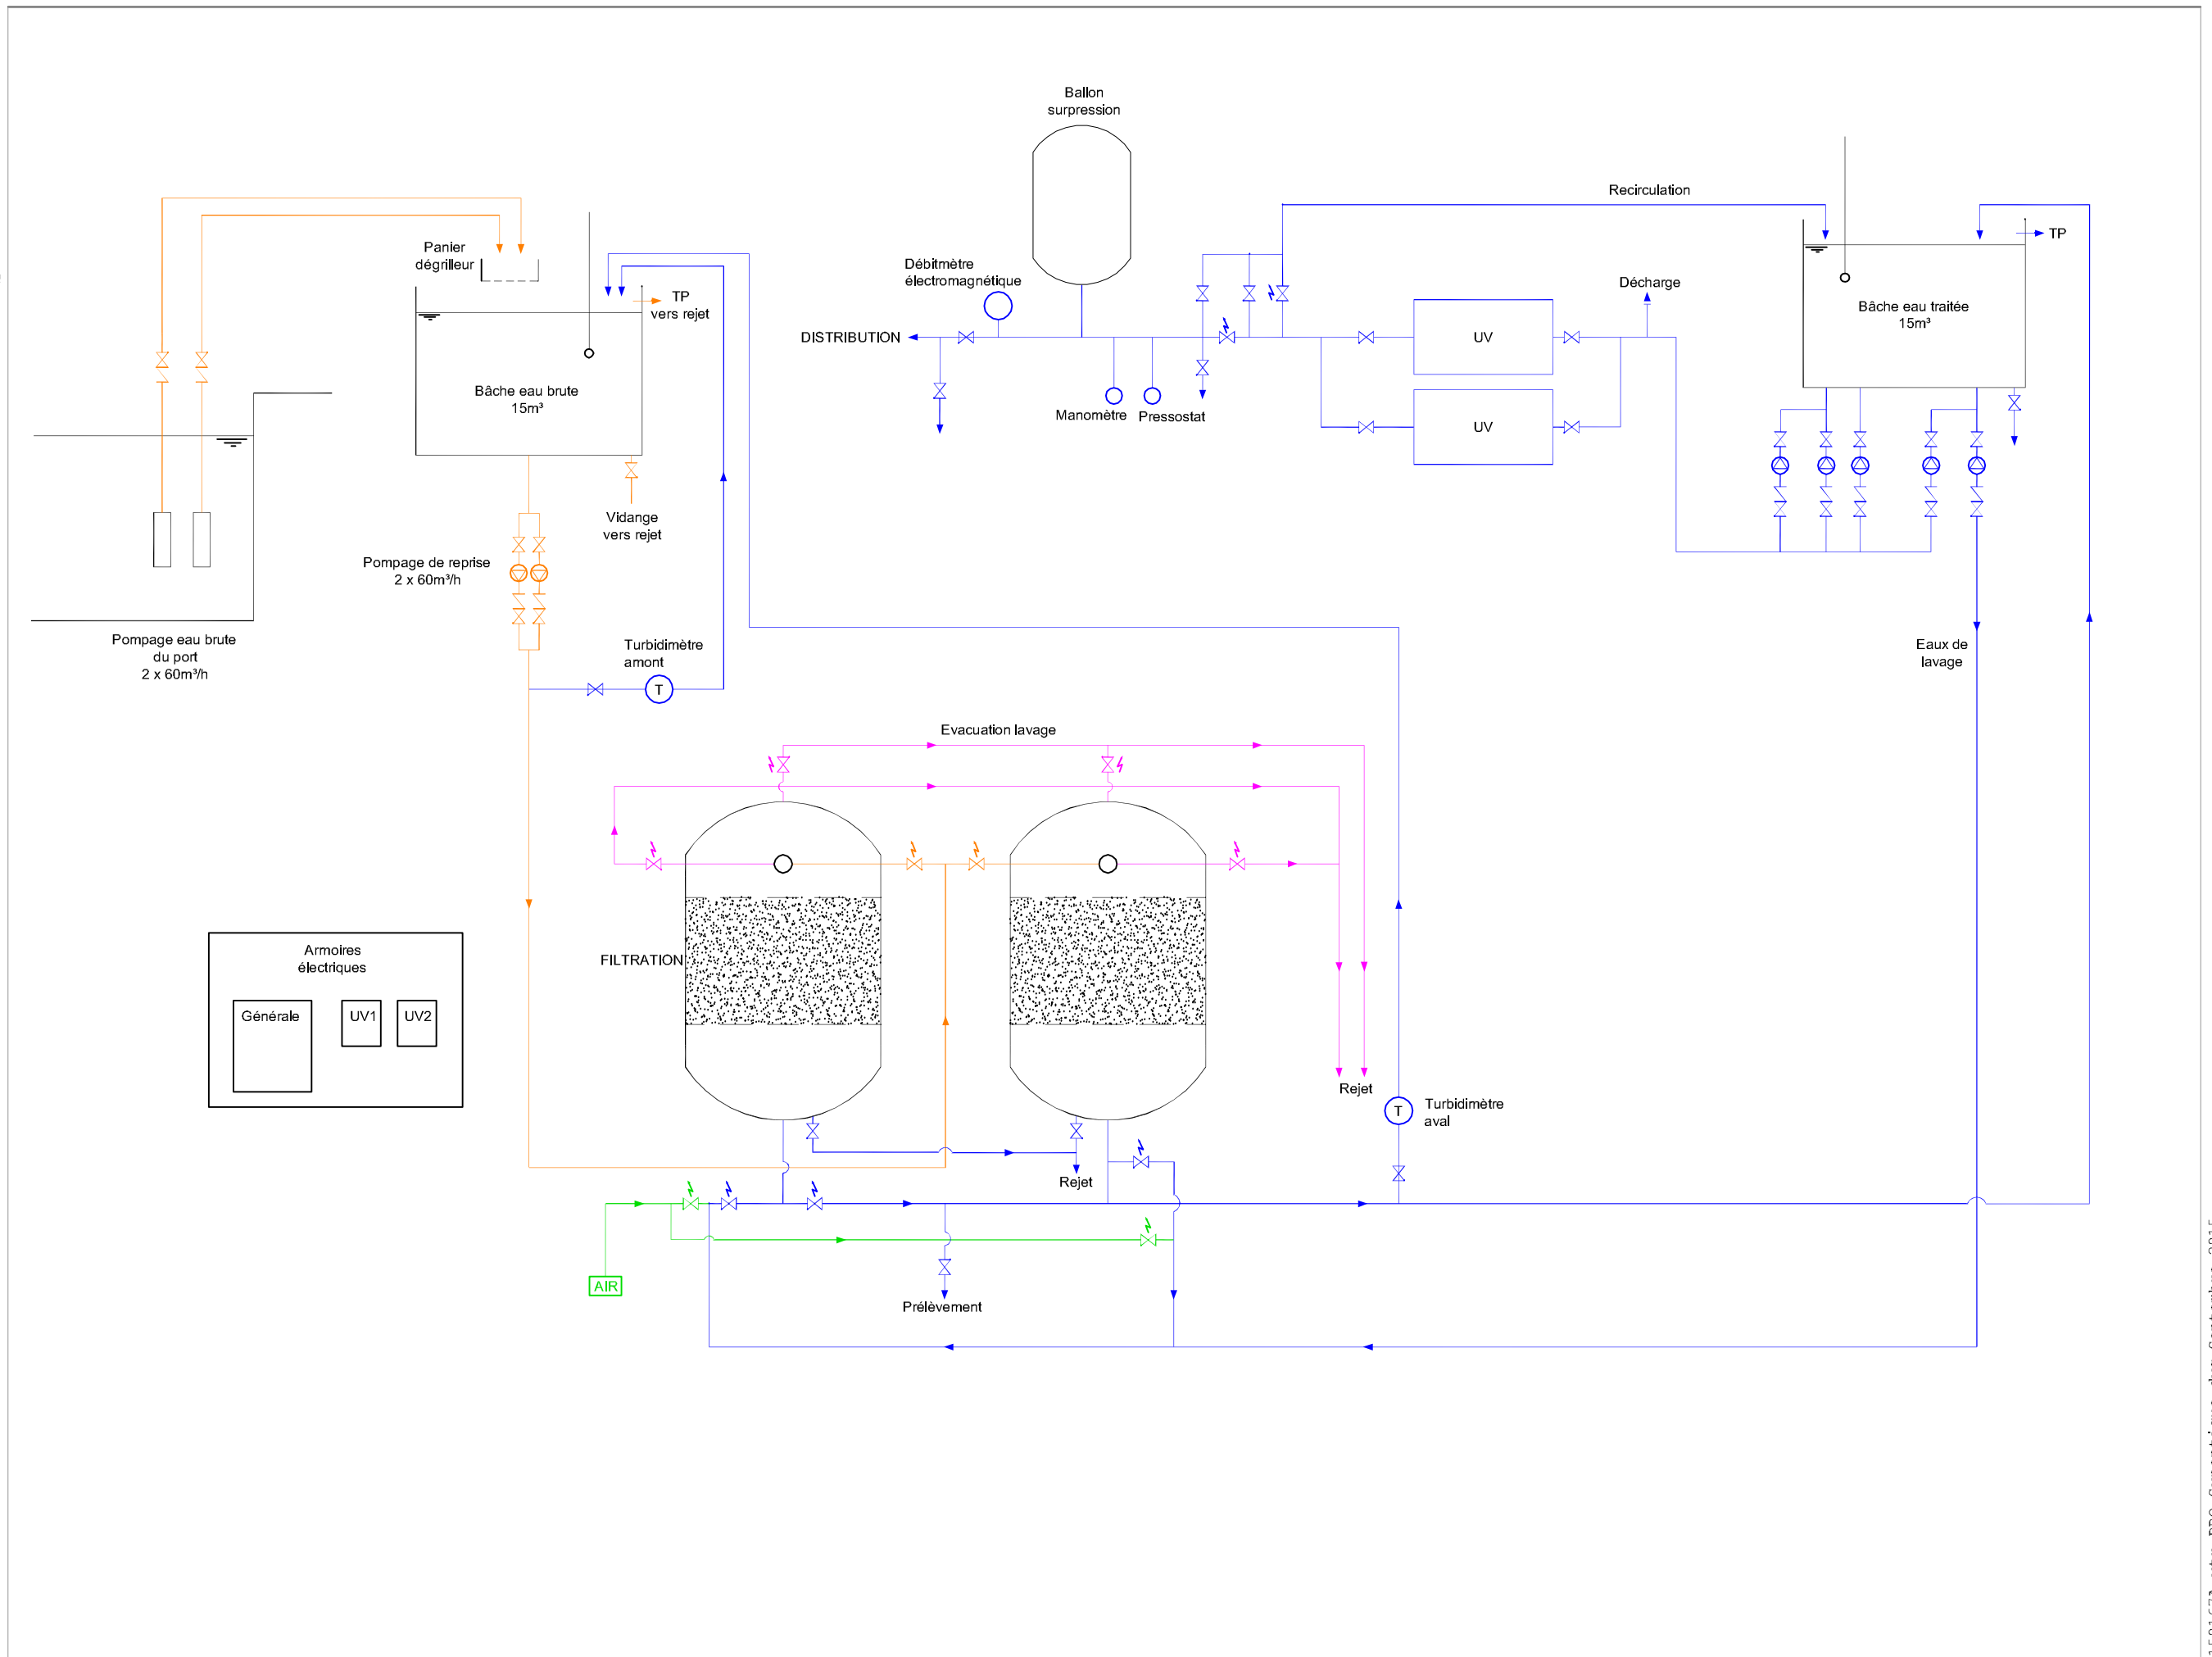 Ballon
surpression
Recirculation
Panier
dégrilleur
Débitmètre
électromagnétique
TP
vers rejet
TP
Décharge
Bâche eau traitée
15m³
DISTRIBUTION
UV
Bâche eau brute
15m³
Manomètre
Pressostat
UV
Vidange
vers rejet
Pompage de reprise
2 x 60m³/h
Pompage eau brute
du port
2 x 60m³/h
Turbidimètre
amont
T
Eaux de
lavage
Evacuation lavage
FILTRATION
Armoires
électriques
Générale
UV1
UV2
Rejet
T
Turbidimètre
aval
Rejet
AIR
Prélèvement